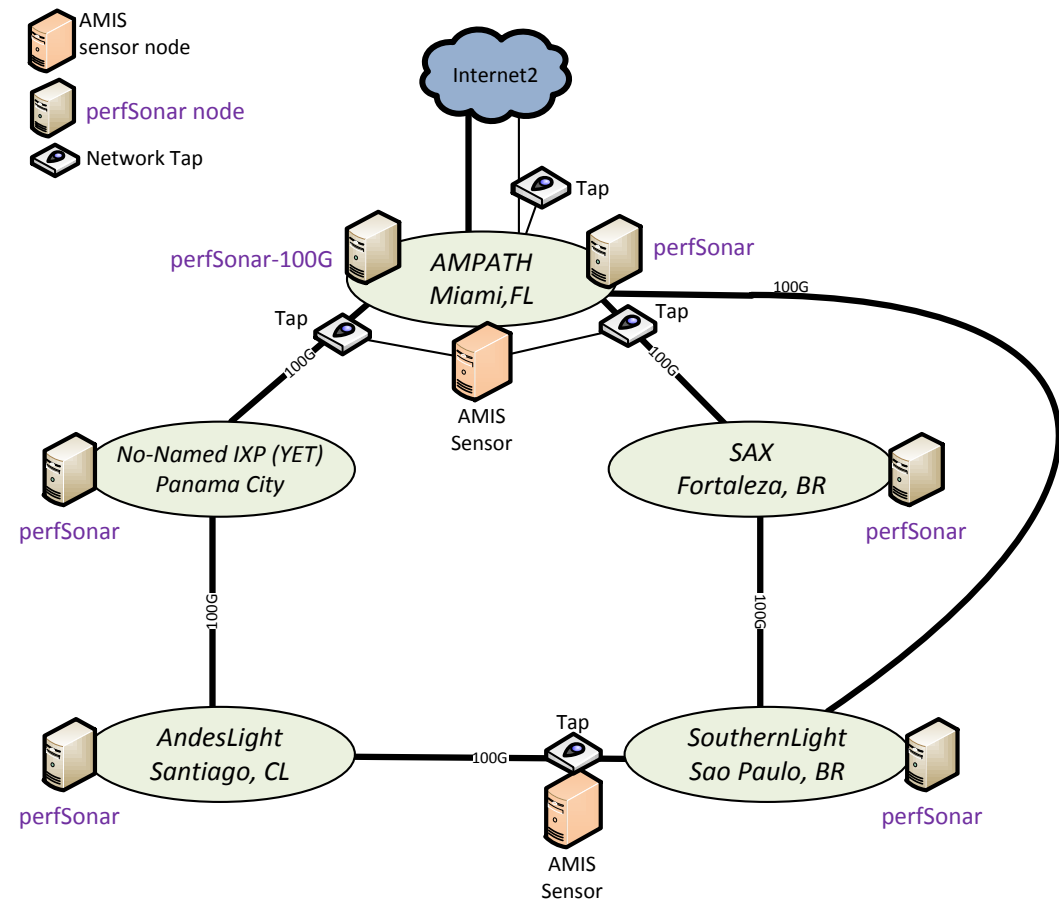 AMIS
sensor node
perfSonar node
Network Tap
Internet2
Tap
perfSonar-100G
AMPATH
Miami,FL
perfSonar
100G
Tap
Tap
100G
100G
AMIS
Sensor
No-Named IXP (YET)
Panama City
perfSonar
SAX
Fortaleza, BR
perfSonar
100G
100G
AndesLight
Santiago, CL
perfSonar
100G
Tap
AMIS
Sensor
SouthernLight
Sao Paulo, BR
perfSonar